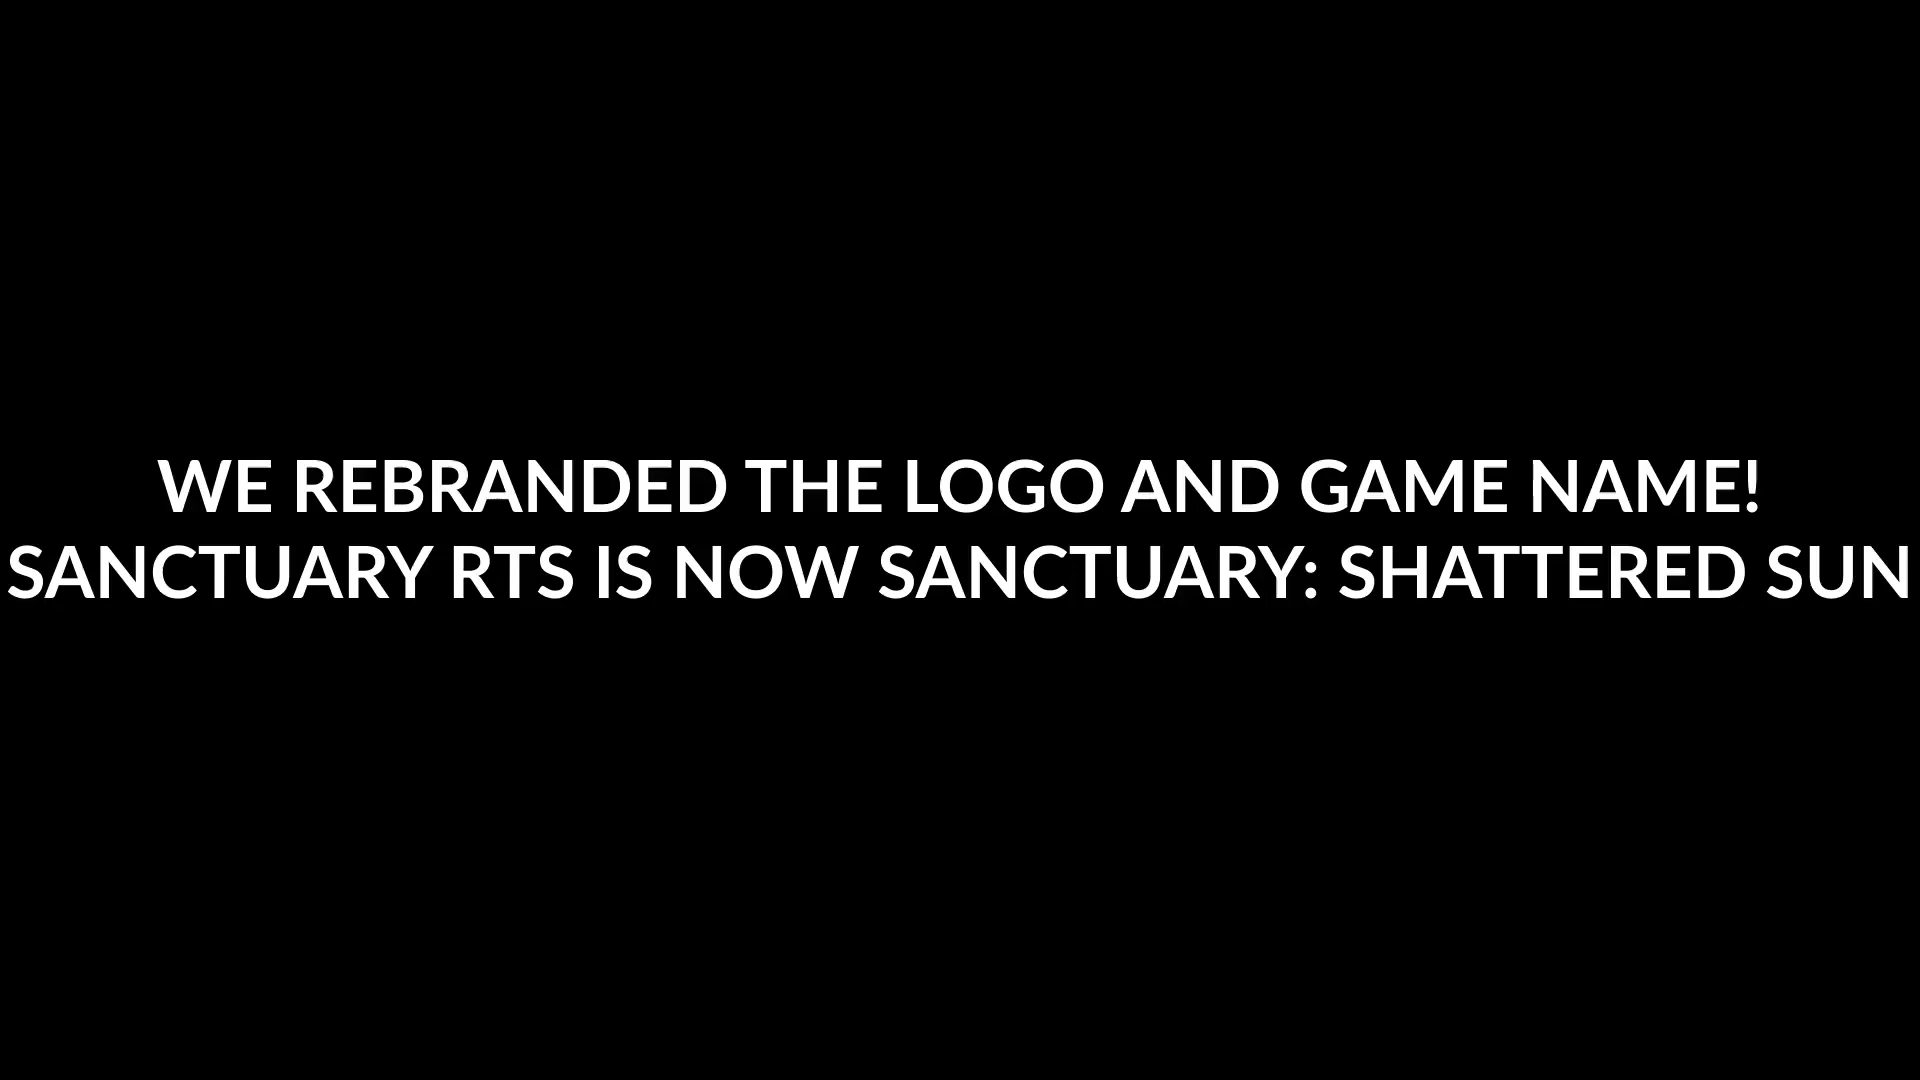 WE REBRANDED THE LOGO AND GAME NAME!
SANCTUARY RTS IS NOW SANCTUARY: SHATTERED SUN